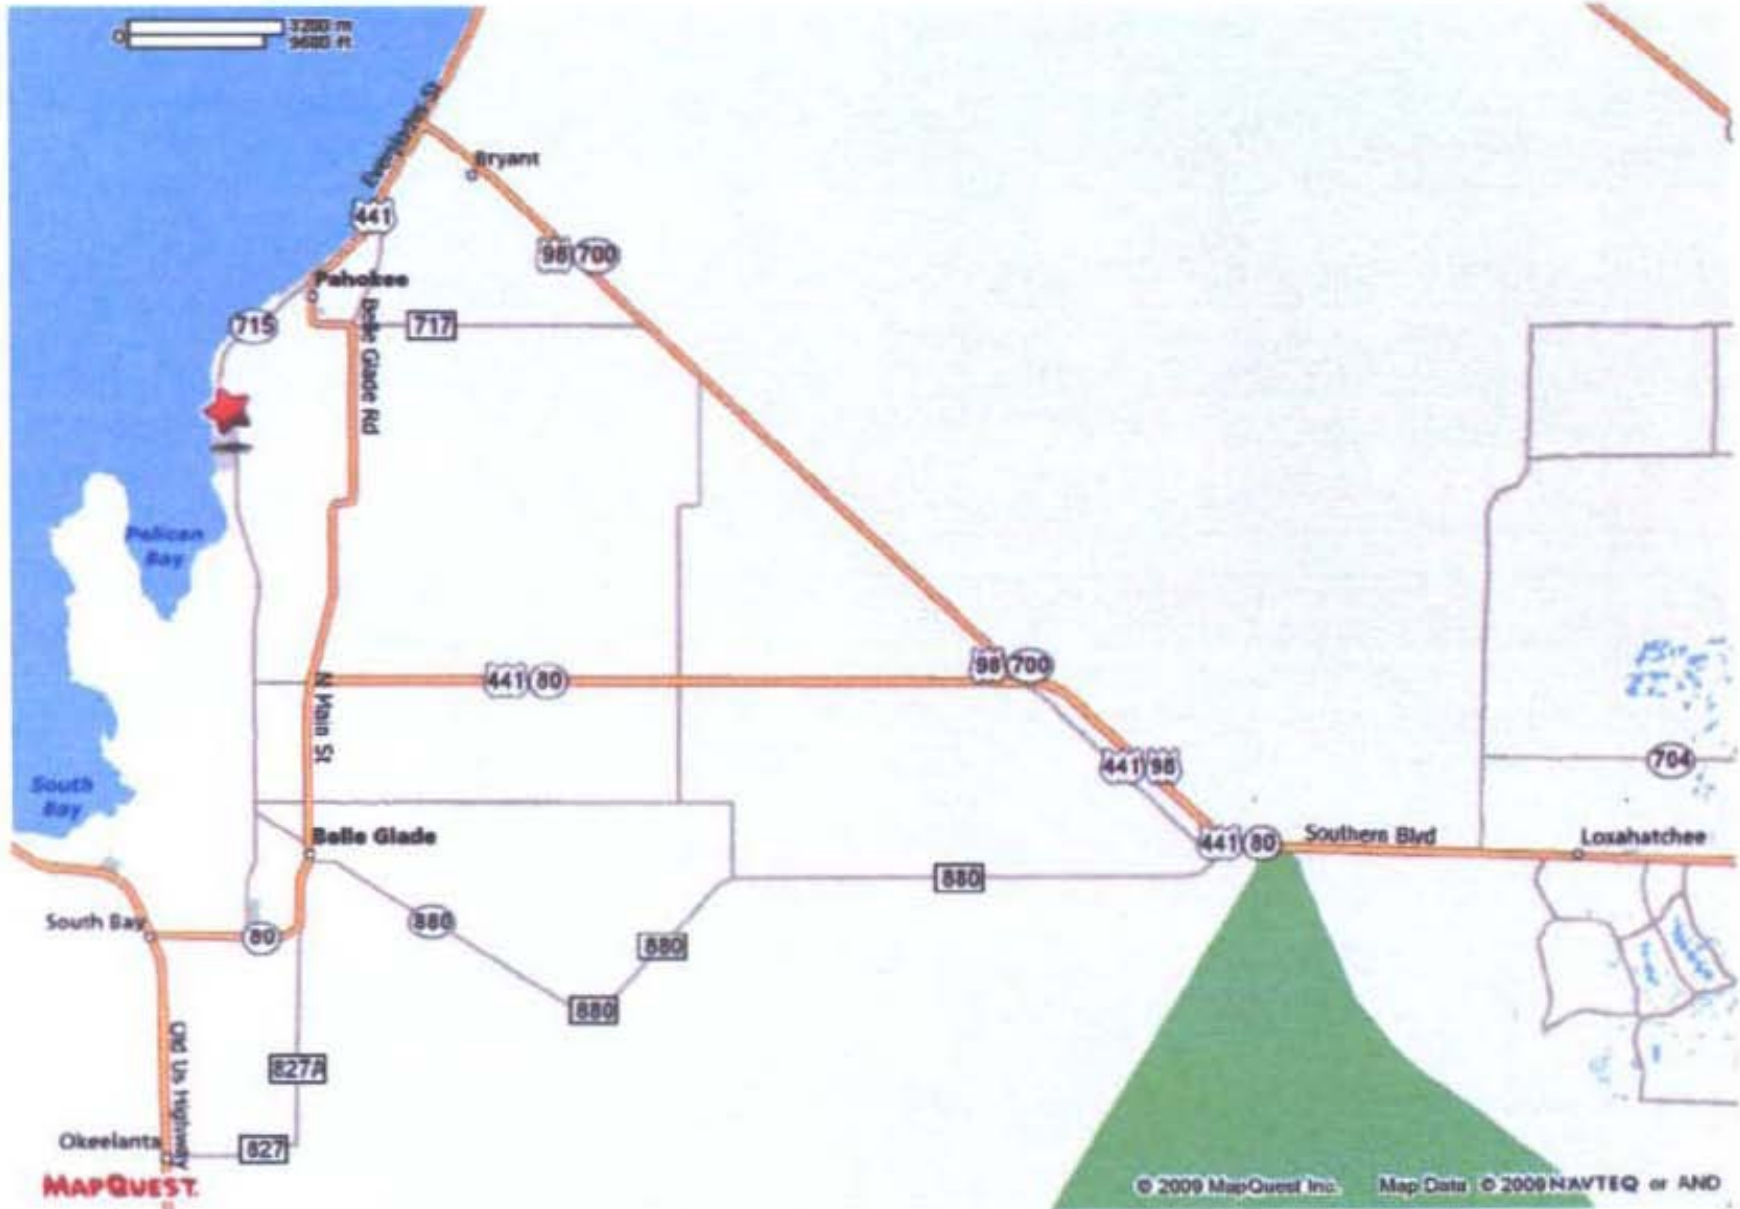 3200 m
9600 ft
Bryant
441
98 700
Pahokee
715
717
Belle Glade Rd
Pelican
Bay
98 700
441 80
N Main St
704
441 98
South
Bay
Belle Glade
441 80
Southern Blvd
Loxahatchee
880
South Bay
80
880
880
880
Old Us Highway
827A
Okeelanta
827
MAPQUEST.
© 2009 MapQuest Inc. Map Data © 2009 NAVTEQ or AND